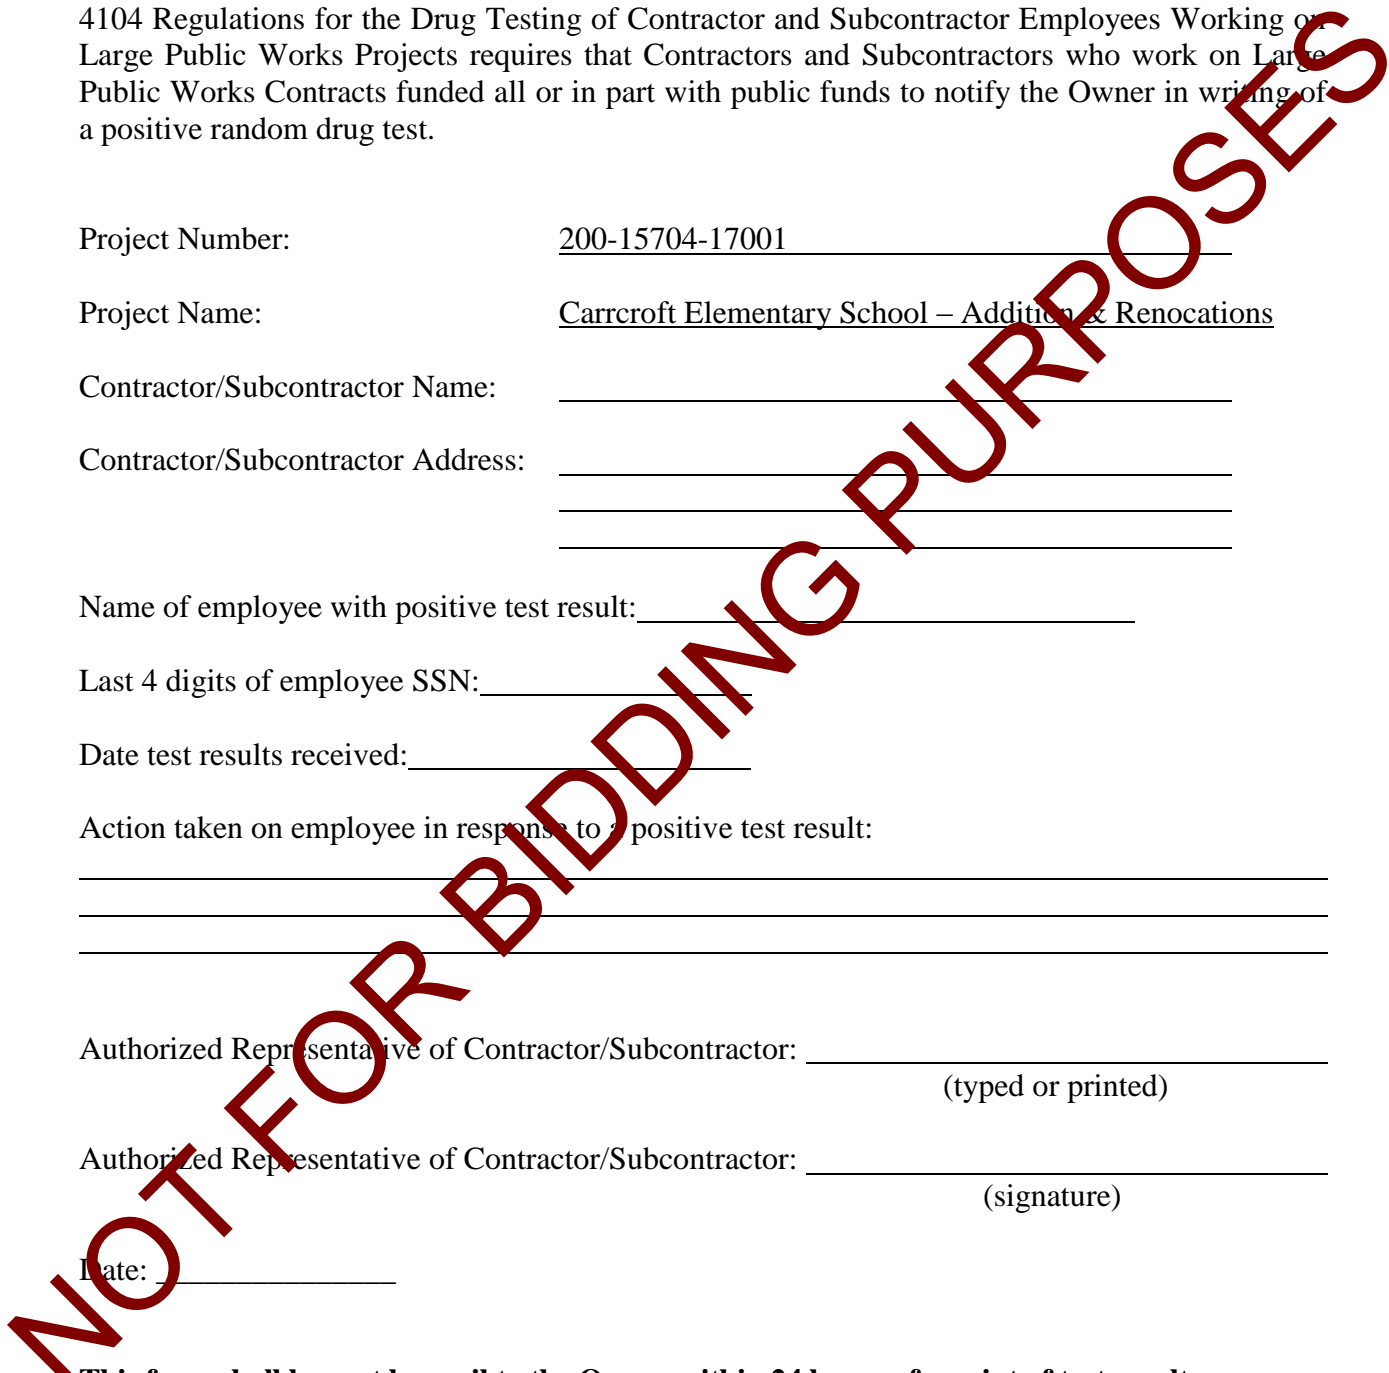 4104 Regulations for the Drug Testing of Contractor and Subcontractor Employees Working on
Large Public Works Projects requires that Contractors and Subcontractors who work on Large
Public Works Contracts funded all or in part with public funds to notify the Owner in writing of
a positive random drug test.
Project Number: 200-15704-17001
Project Name: Carrcroft Elementary School – Addition & Renocations
Contractor/Subcontractor Name:
Contractor/Subcontractor Address:
Name of employee with positive test result:
Last 4 digits of employee SSN:
Date test results received:
Action taken on employee in response to a positive test result:
Authorized Representative of Contractor/Subcontractor:
(typed or printed)
Authorized Representative of Contractor/Subcontractor:
(signature)
Date: _______________
NOT FOR BIDDING PURPOSES